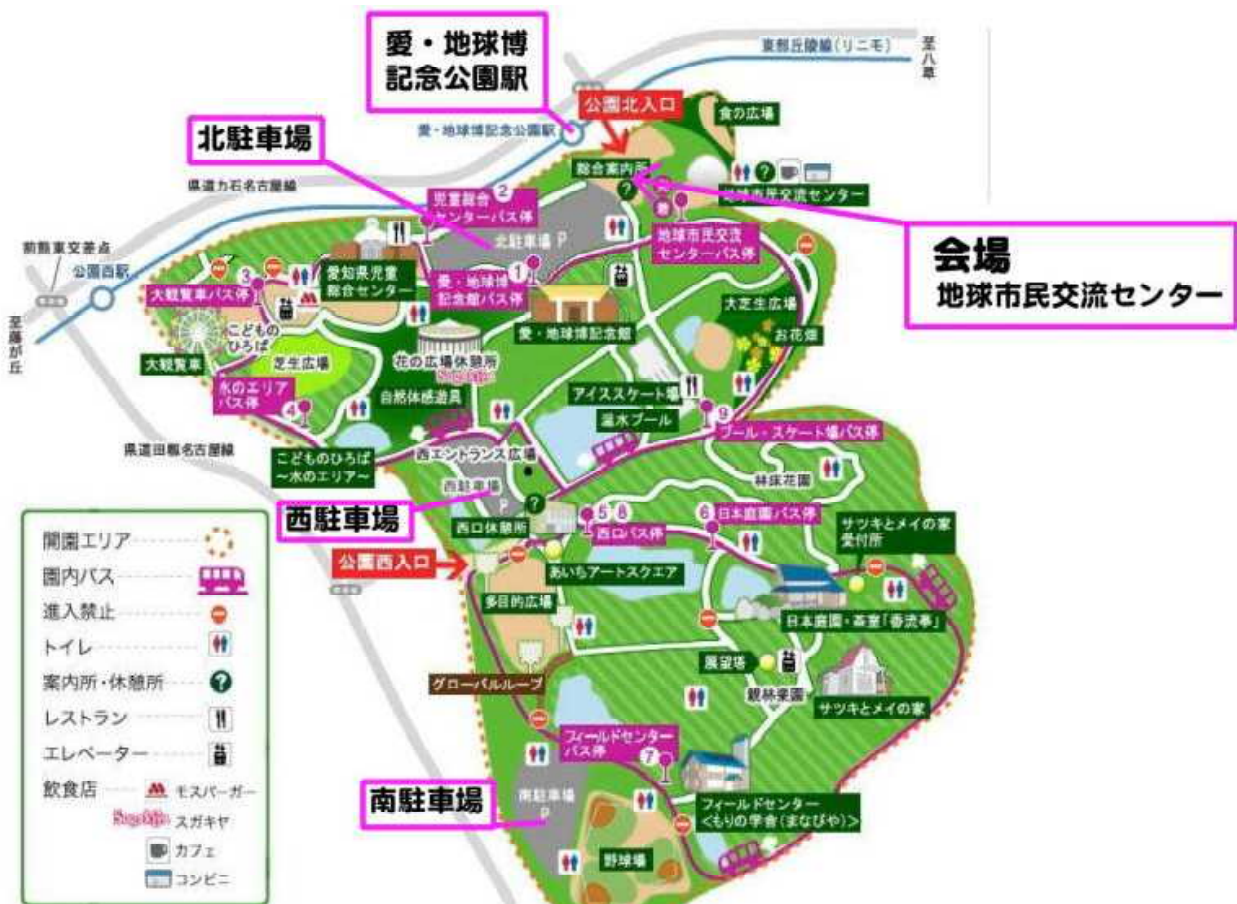 愛・地球博
記念公園駅
東部丘陵線(リニモ)
至八草
公園北入口
食の広場
北駐車場
愛・地球博記念公園駅
総合案内所
県道力石名古屋線
児童総合
センターバス停
2
地球市民交流センター
北駐車場 P
地球市民交流
センターバス停
会場
地球市民交流センター
前熊東交差点
公園西駅
3
大観覧車バス停
愛知県児童
総合センター
愛・地球博
記念館バス停
1
大芝生広場
こどもの
ひろば
愛・地球博記念館
お花畑
至藤が丘
大観覧車
芝生広場
花の広場休憩所
水のエリア
バス停
4
自然体感遊具
アイススケート場
温水プール
9
プール・スケート場バス停
県道田籾名古屋線
こどものひろば
~水のエリア~
西エントランス広場
西駐車場
P
林床花園
西駐車場
西口休憩所
5 8
西口バス停
6
日本庭園バス停
サツキとメイの家
受付所
公園西入口
あいちアートスクエア
多目的広場
日本庭園・茶室「香流亭」
展望塔
親林楽園
グローバルループ
サツキとメイの家
フィールドセンター
バス停
7
南駐車場
南駐車場
P
フィールドセンター
<もりの学舎(まなびや)>
野球場
開園エリア
園内バス
進入禁止
トイレ
案内所・休憩所
レストラン
エレベーター
飲食店
モスバーガー
スガキヤ
カフェ
コンビニ